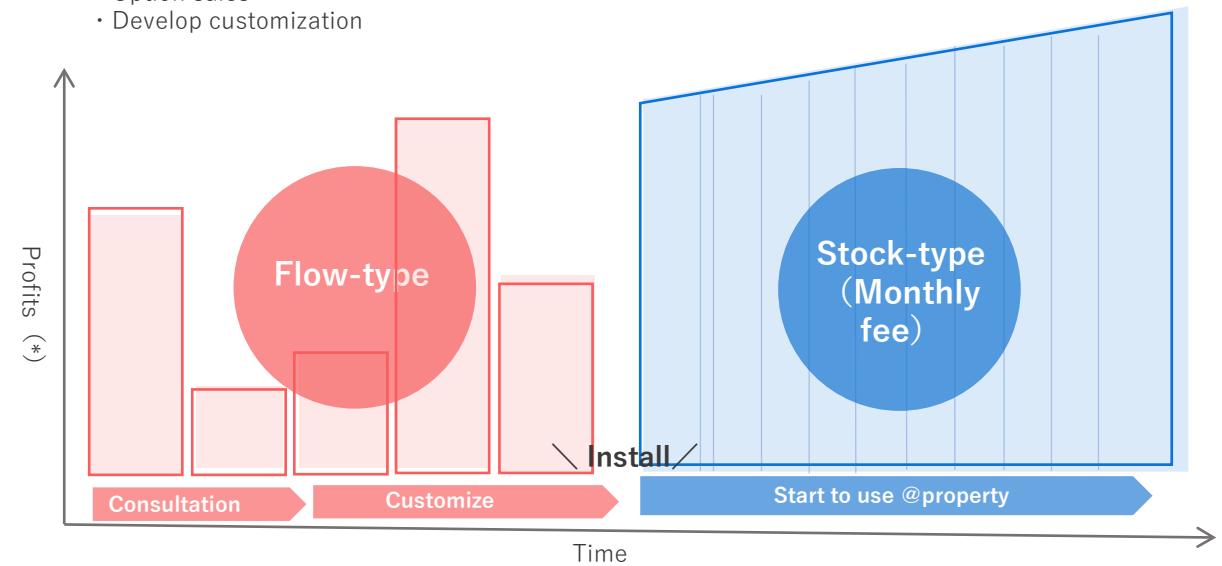 ・Develop customization
Profits （*）
Flow-type
Stock-type
（Monthly
fee）
＼ Install ／
Consultation
Customize
Start to use @property
Time